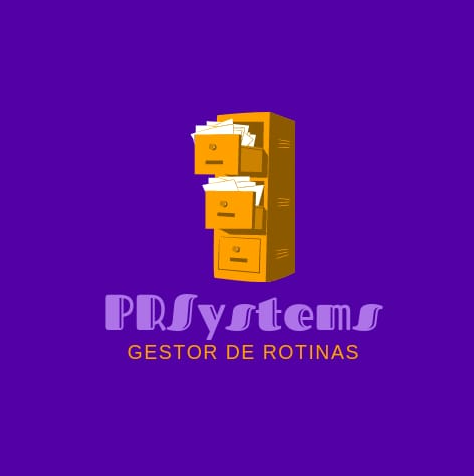 PRSystems
GESTOR DE ROTINAS